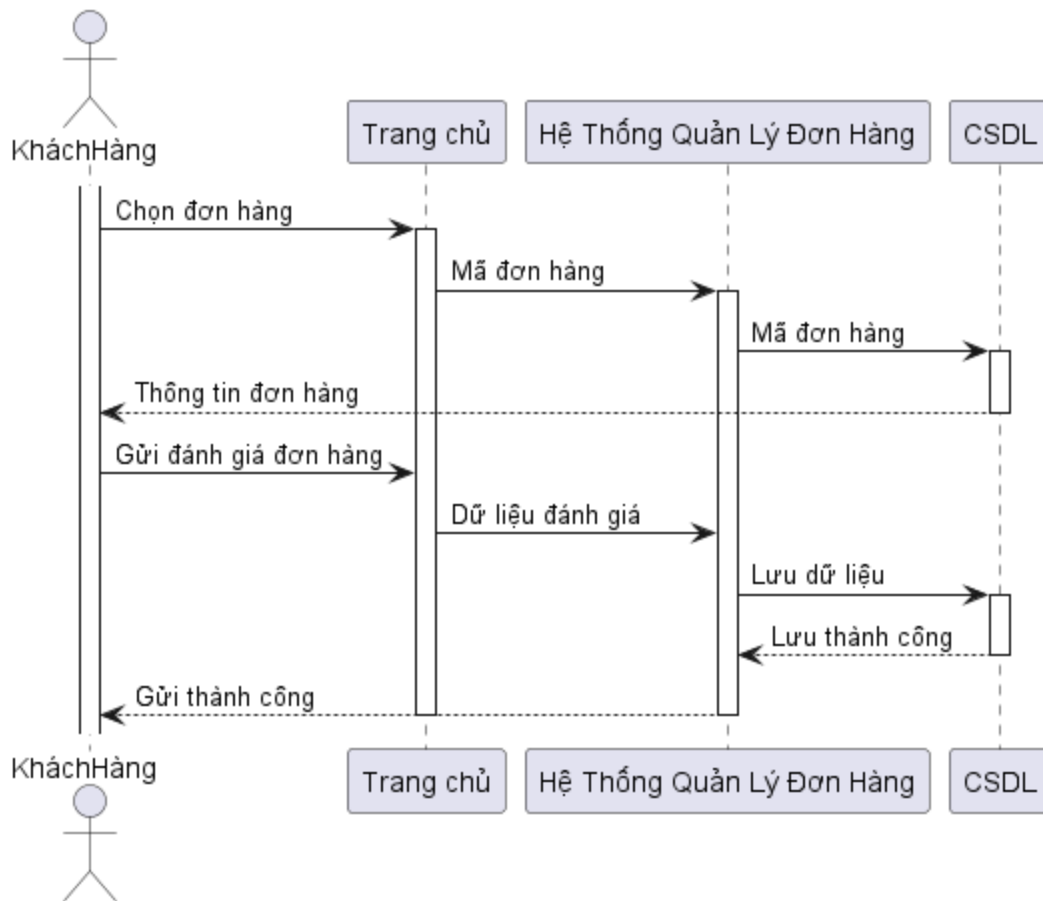 KháchHàng
Trang chủ
Hệ Thống Quản Lý Đơn Hàng
CSDL
Chọn đơn hàng
Mã đơn hàng
Mã đơn hàng
Thông tin đơn hàng
Gửi đánh giá đơn hàng
Dữ liệu đánh giá
Lưu dữ liệu
Lưu thành công
Gửi thành công
KháchHàng
Trang chủ
Hệ Thống Quản Lý Đơn Hàng
CSDL